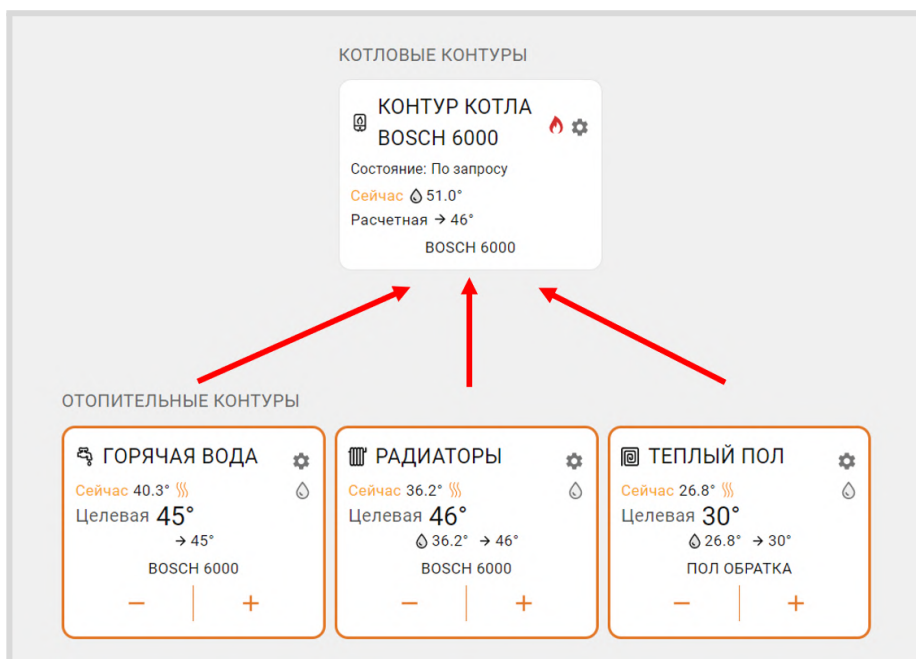 КОТЛОВЫЕ КОНТУРЫ
КОНТУР КОТЛА
BOSCH 6000
Состояние: По запросу
Сейчас 51.0°
Расчетная → 46°
BOSCH 6000
ОТОПИТЕЛЬНЫЕ КОНТУРЫ
ГОРЯЧАЯ ВОДА
Сейчас 40.3°
Целевая 45°
→ 45°
BOSCH 6000
− +
РАДИАТОРЫ
Сейчас 36.2°
Целевая 46°
36.2° → 46°
BOSCH 6000
− +
ТЕПЛЫЙ ПОЛ
Сейчас 26.8°
Целевая 30°
26.8° → 30°
ПОЛ ОБРАТКА
− +